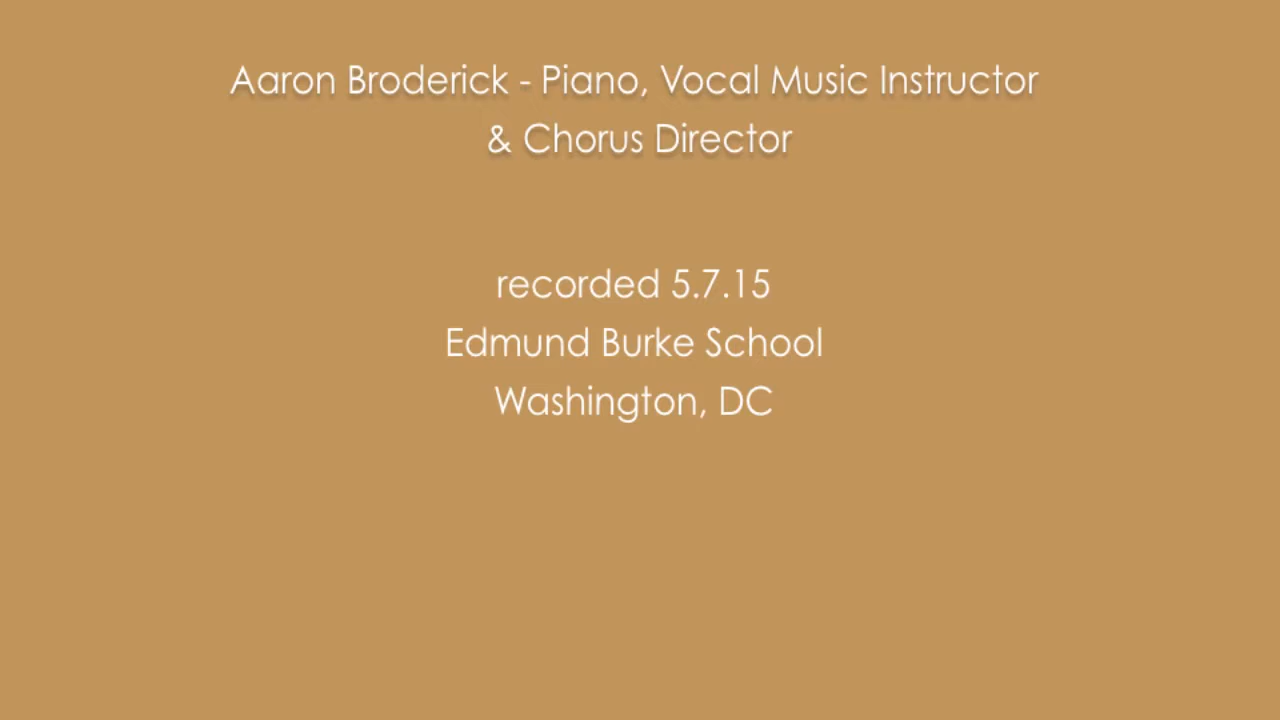 Aaron Broderick - Piano, Vocal Music Instructor
& Chorus Director
recorded 5.7.15
Edmund Burke School
Washington, DC